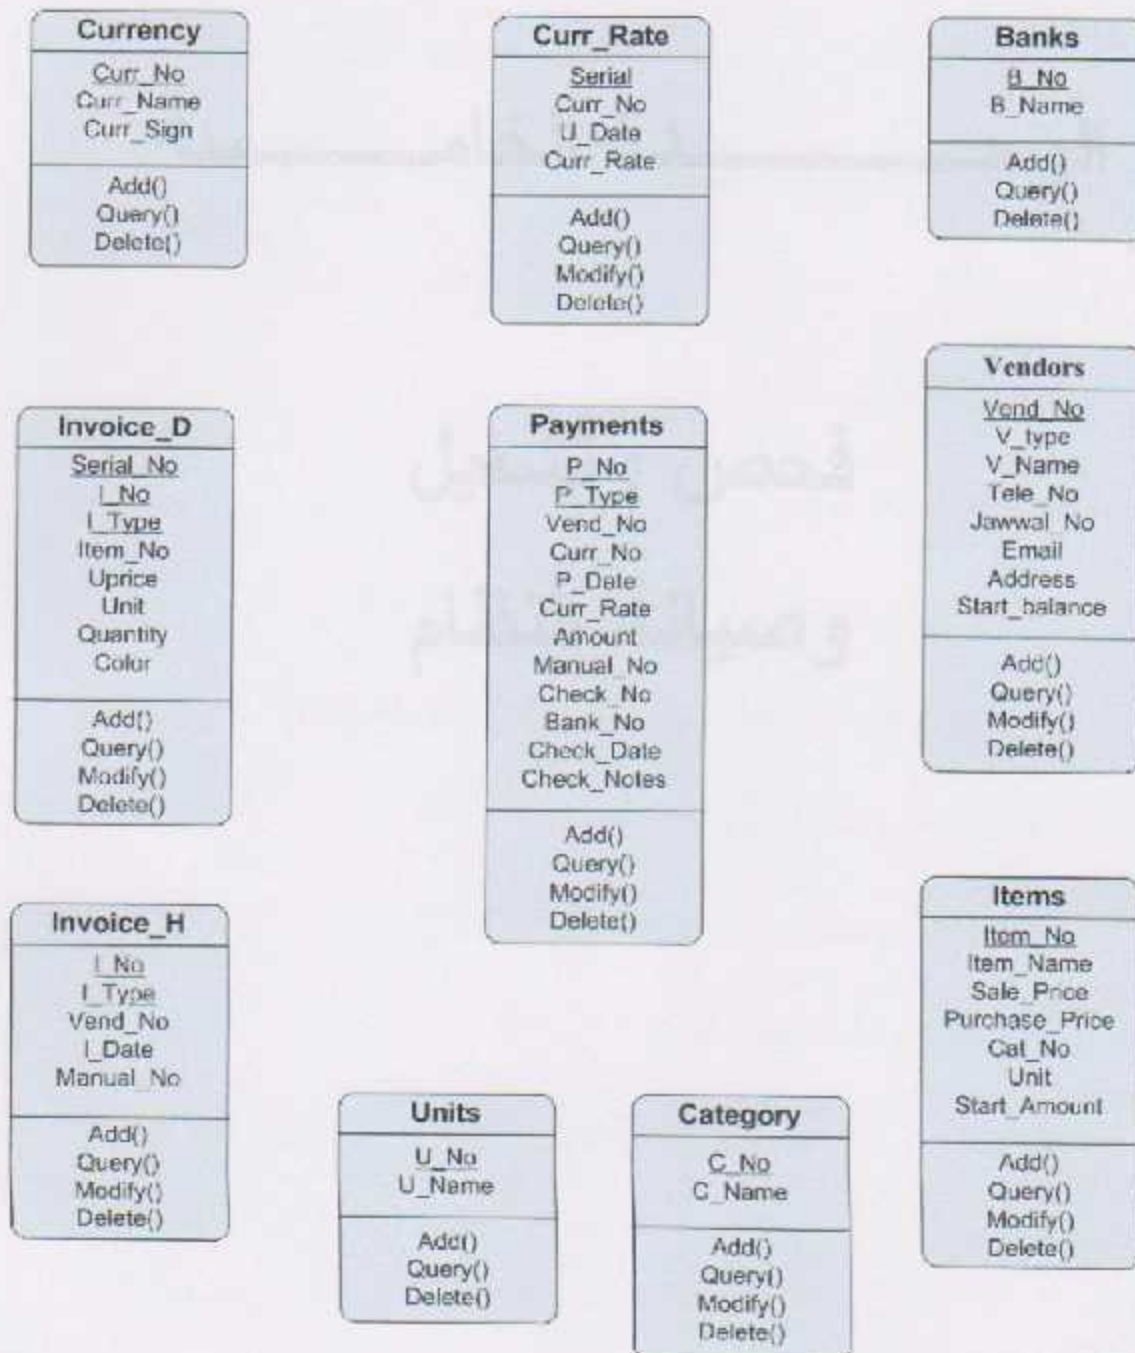 Currency
Curr_No
Curr_Name
Curr_Sign
Add()
Query()
Delete()
Curr_Rate
Serial
Curr_No
U_Date
Curr_Rate
Add()
Query()
Modify()
Delete()
Banks
B_No
B_Name
Add()
Query()
Delete()
Invoice_D
Serial_No
I_No
I_Type
Item_No
Uprice
Unit
Quantity
Color
Add()
Query()
Modify()
Delete()
Payments
P_No
P_Type
Vend_No
Curr_No
P_Date
Curr_Rate
Amount
Manual_No
Check_No
Bank_No
Check_Date
Check_Notes
Add()
Query()
Modify()
Delete()
Vendors
Vend_No
V_type
V_Name
Tele_No
Jawwal_No
Email
Address
Start_balance
Add()
Query()
Modify()
Delete()
Invoice_H
I_No
I_Type
Vend_No
I_Date
Manual_No
Add()
Query()
Modify()
Delete()
Units
U_No
U_Name
Add()
Query()
Delete()
Category
C_No
C_Name
Add()
Query()
Modify()
Delete()
Items
Item_No
Item_Name
Sale_Price
Purchase_Price
Cat_No
Unit
Start_Amount
Add()
Query()
Modify()
Delete()